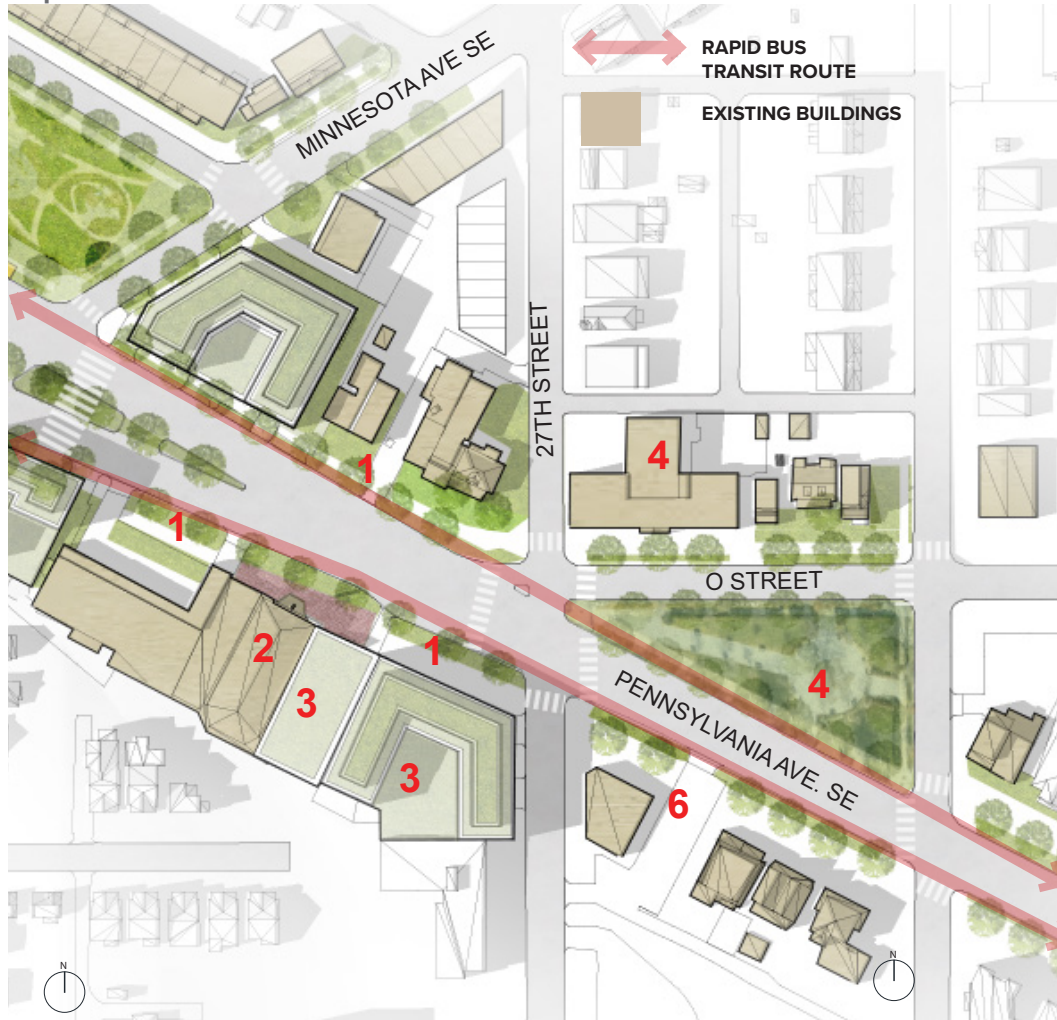 RAPID BUS
TRANSIT ROUTE
EXISTING BUILDINGS
MINNESOTA AVE SE
27TH STREET
4
1
1
O STREET
2
1
4
3
PENNSYLVANIA AVE. SE
3
6
N
N